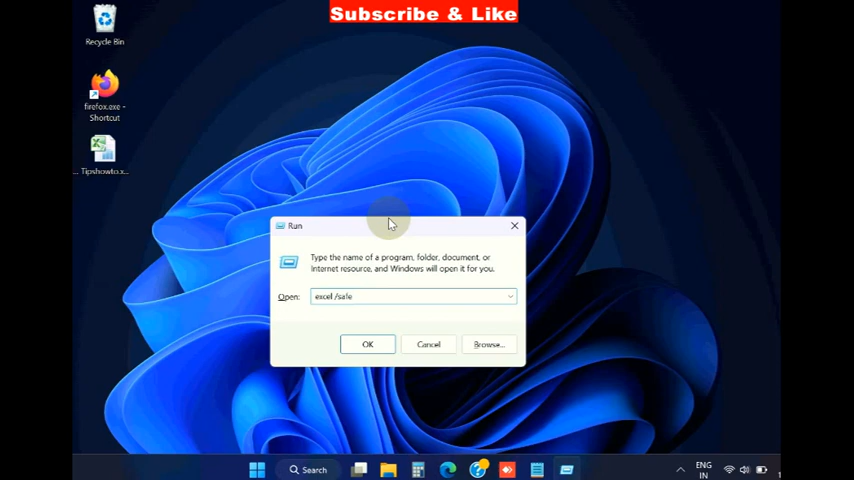 Subscribe & Like
Recycle Bin
firefox.exe -
Shortcut
Tipshowto.x...
Run
Type the name of a program, folder, document, or
Internet resource, and Windows will open it for you.
Open: excel /safe
OK Cancel Browse...
Search
ENG
IN